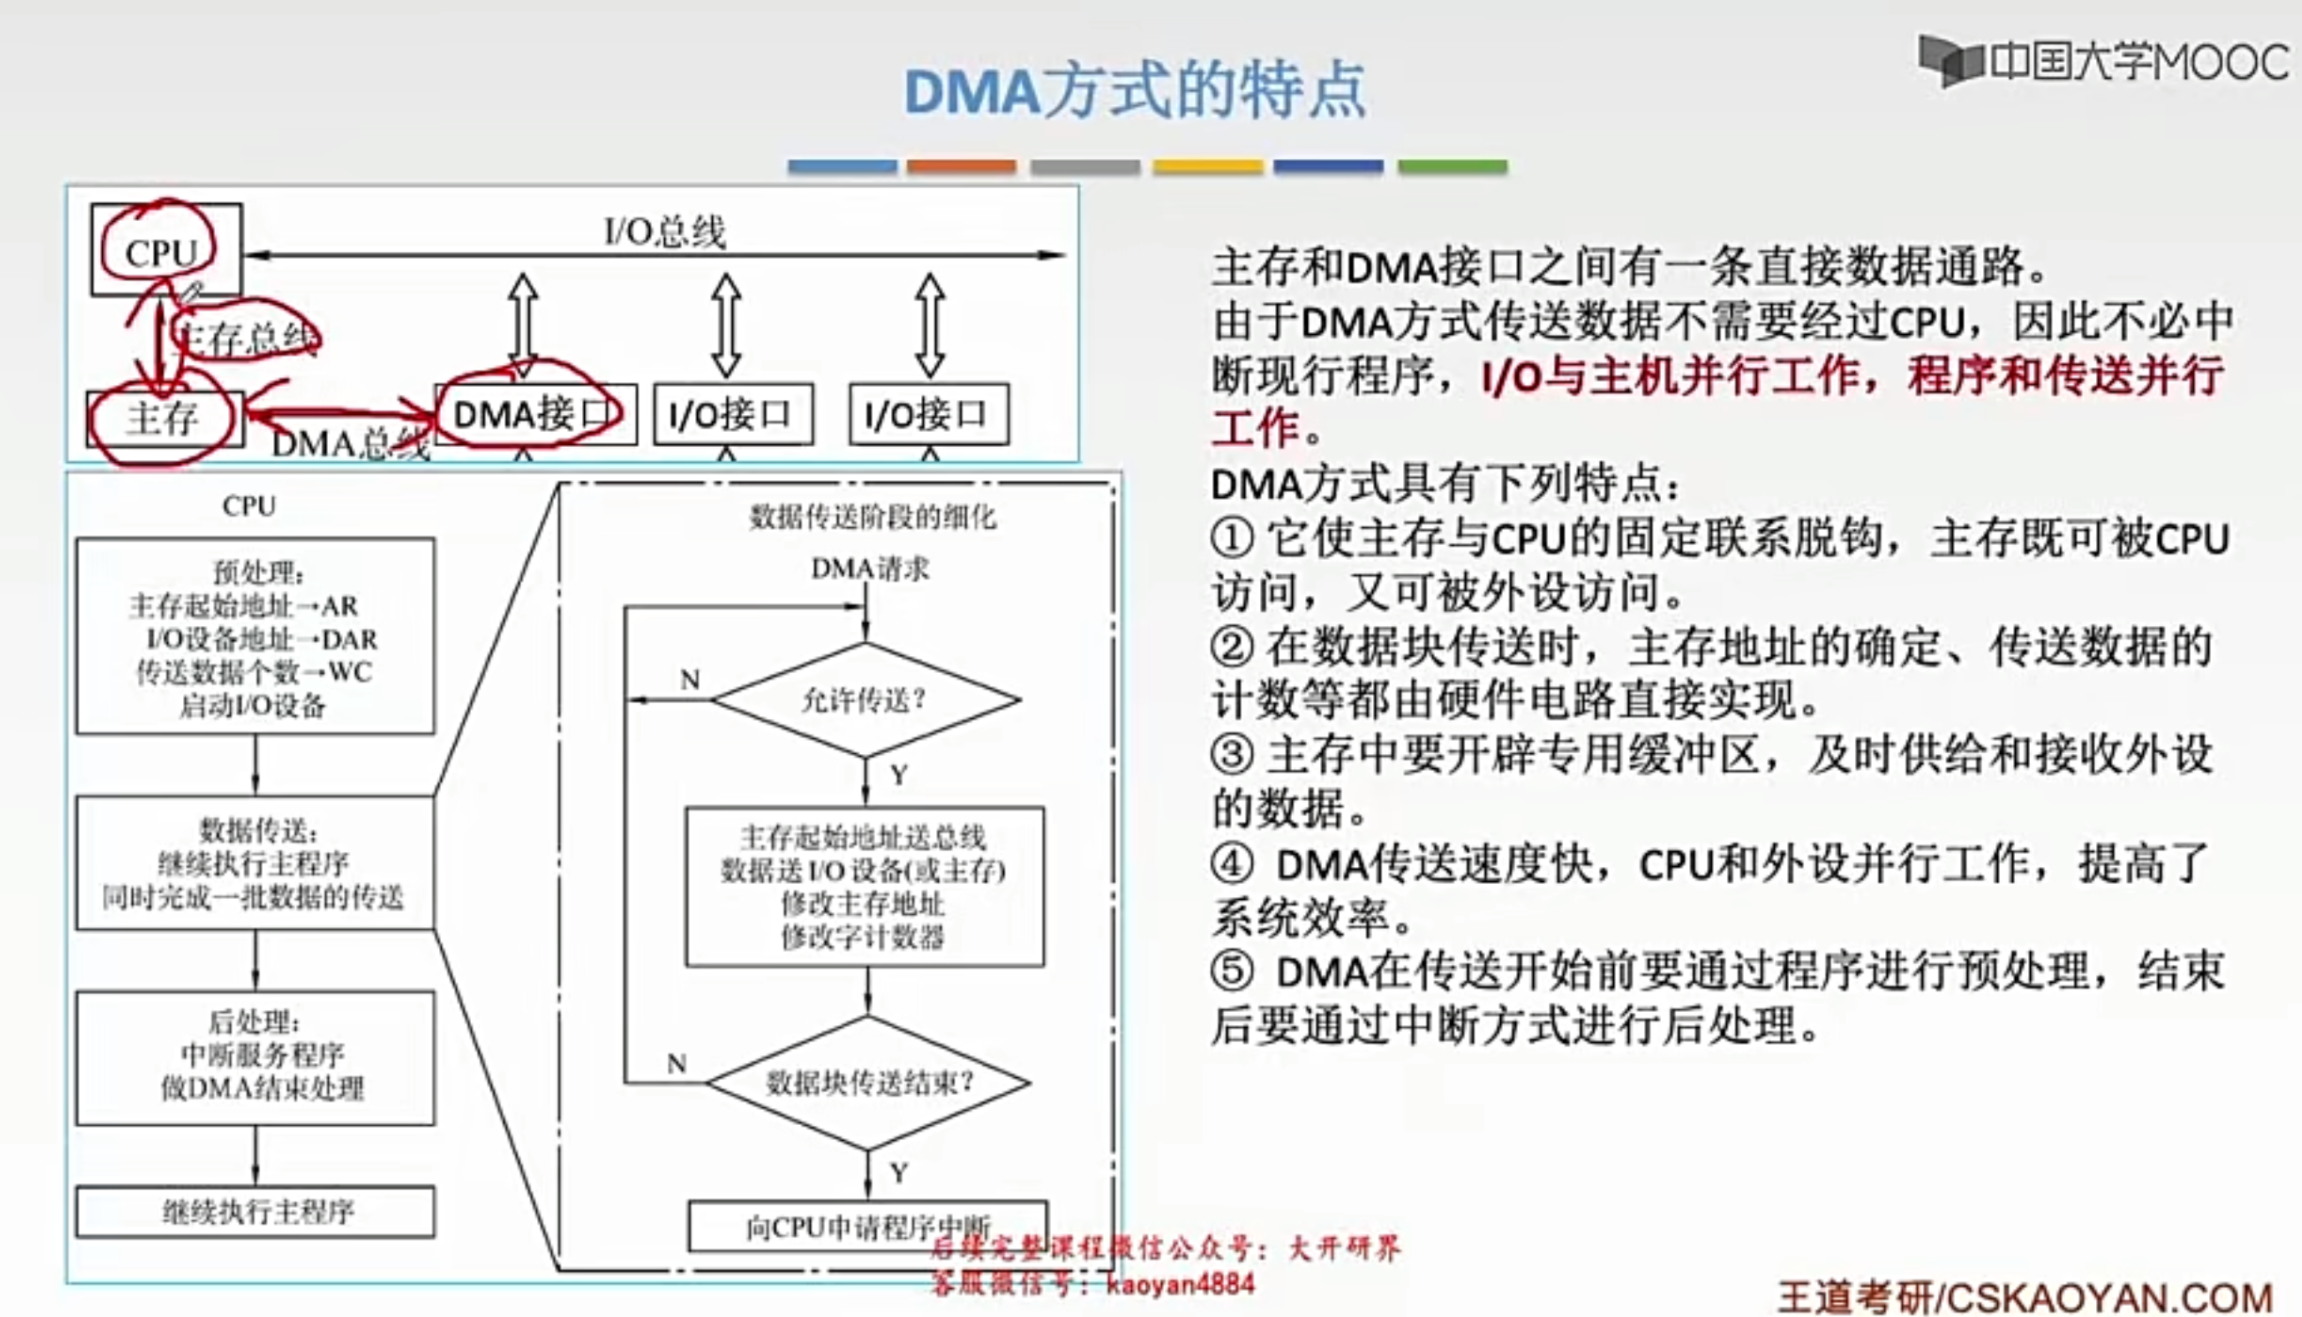 中国大学MOOC
DMA方式的特点
CPU
I/O总线
主存总线
主存
DMA总线
DMA接口
I/O接口
I/O接口
CPU
预处理:
主存起始地址→AR
I/O设备地址→DAR
传送数据个数→WC
启动I/O设备
数据传送:
继续执行主程序
同时完成一批数据的传送
后处理:
中断服务程序
做DMA结束处理
继续执行主程序
数据传送阶段的细化
DMA请求
N
允许传送?
Y
主存起始地址送总线
数据送I/O设备(或主存)
修改主存地址
修改字计数器
N
数据块传送结束?
Y
向CPU申请程序中断
主存和DMA接口之间有一条直接数据通路。
由于DMA方式传送数据不需要经过CPU，因此不必中
断现行程序，I/O与主机并行工作，程序和传送并行
工作。
DMA方式具有下列特点：
① 它使主存与CPU的固定联系脱钩，主存既可被CPU
访问，又可被外设访问。
② 在数据块传送时，主存地址的确定、传送数据的
计数等都由硬件电路直接实现。
③ 主存中要开辟专用缓冲区，及时供给和接收外设
的数据。
④ DMA传送速度快，CPU和外设并行工作，提高了
系统效率。
⑤ DMA在传送开始前要通过程序进行预处理，结束
后要通过中断方式进行后处理。
后续完整课程微信公众号：大开研界
客服微信号：kaoyan4884
王道考研/CSKAOYAN.COM